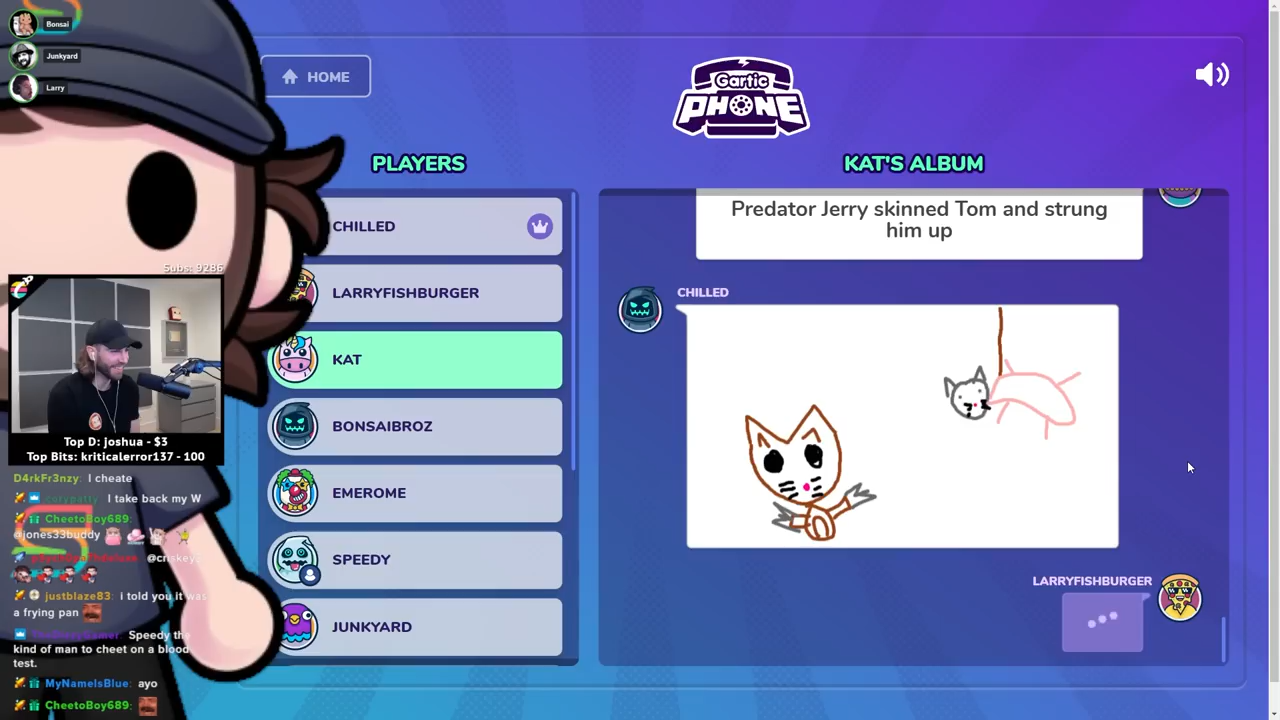 Bonsai
Junkyard
Larry
HOME
Gartic
PHONE
PLAYERS
KAT'S ALBUM
CHILLED
LARRYFISHBURGER
KAT
BONSAIBROZ
EMEROME
SPEEDY
JUNKYARD
Predator Jerry skinned Tom and strung
him up
CHILLED
LARRYFISHBURGER
Subs: 9286
Top D: joshua - $3
Top Bits: kriticalerror137 - 100
D4rkFr3nzy: I cheate
I take back my W
CheetoBoy689:
@jones33buddy
@criskey
justblaze83: i told you it was
a frying pan
Speedy the
kind of man to cheet on a blood
test.
MyNameIsBlue: ayo
CheetoBoy689: